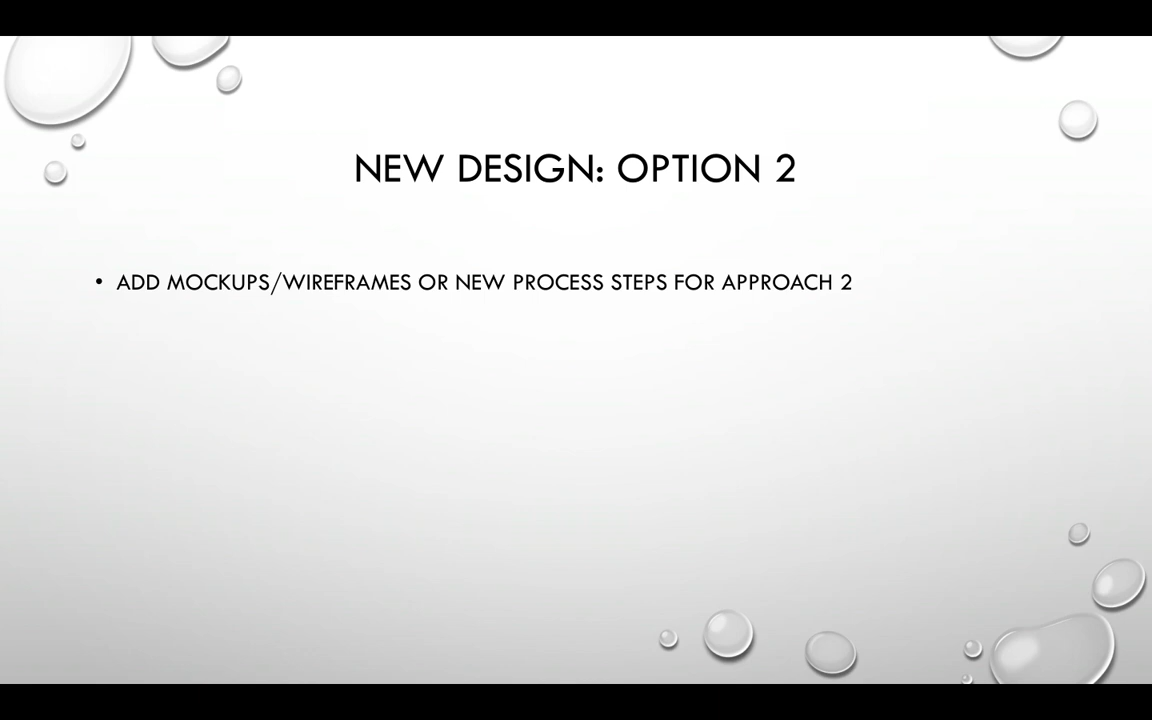 NEW DESIGN: OPTION 2
• ADD MOCKUPS/WIREFRAMES OR NEW PROCESS STEPS FOR APPROACH 2